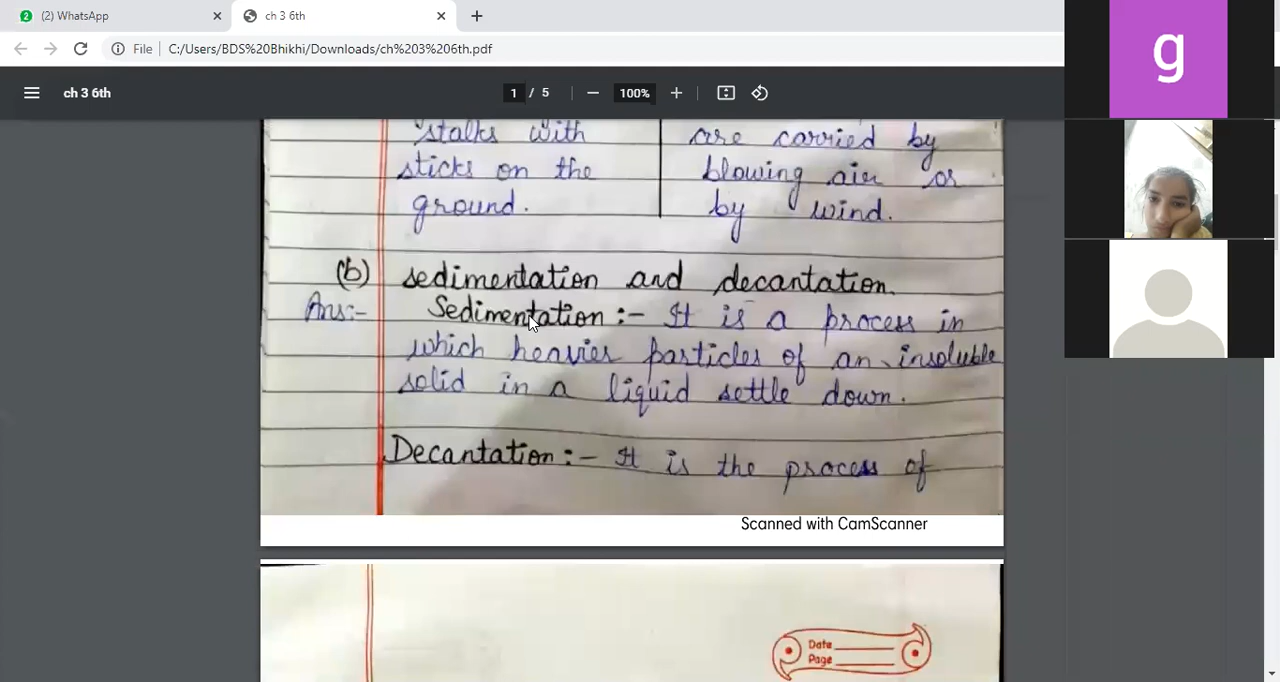 2 (2) WhatsApp
ch 3 6th
File C:/Users/BDS%20Bhikhi/Downloads/ch%203%206th.pdf
ch 3 6th
1 / 5
100%
g
stalks with
sticks on the
ground.
are carried by
blowing air or
by wind.
(b) sedimentation and decantation.
Ans:- Sedimentation :- It is a process in
which heavier particles of an insoluble
solid in a liquid settle down.
Decantation :- It is the process of
Scanned with CamScanner
Date
Page